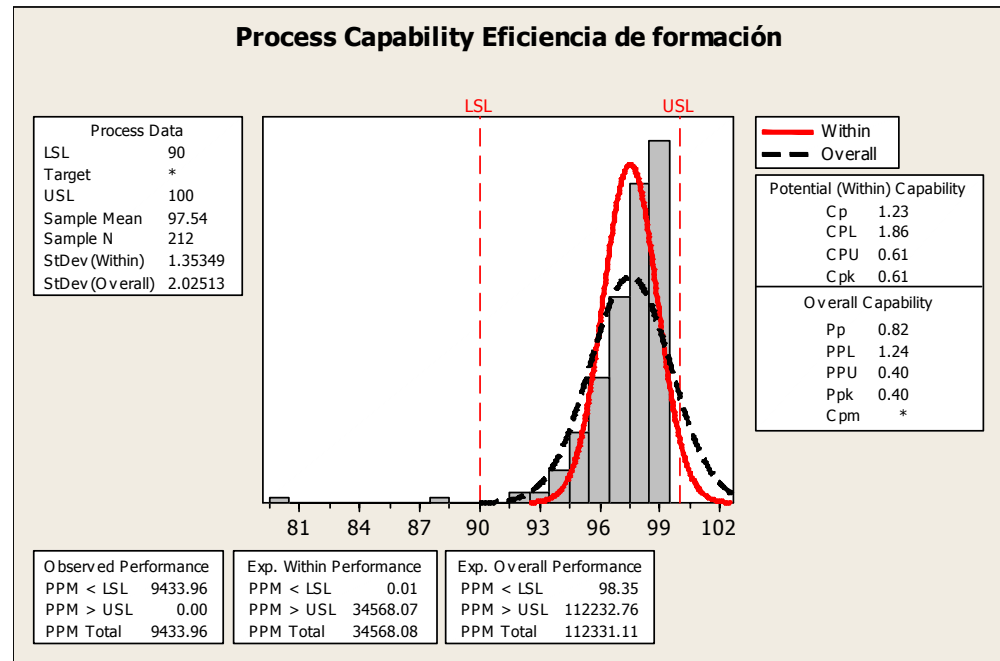 Process Capability Eficiencia de formación
LSL USL
Process Data
LSL 90
Target *
USL 100
Sample Mean 97.54
Sample N 212
StDev(Within) 1.35349
StDev(Overall) 2.02513
Within
Overall
Potential (Within) Capability
Cp 1.23
CPL 1.86
CPU 0.61
Cpk 0.61
Overall Capability
Pp 0.82
PPL 1.24
PPU 0.40
Ppk 0.40
Cpm *
81 84 87 90 93 96 99 102
Observed Performance
PPM < LSL 9433.96
PPM > USL 0.00
PPM Total 9433.96
Exp. Within Performance
PPM < LSL 0.01
PPM > USL 34568.07
PPM Total 34568.08
Exp. Overall Performance
PPM < LSL 98.35
PPM > USL 112232.76
PPM Total 112331.11